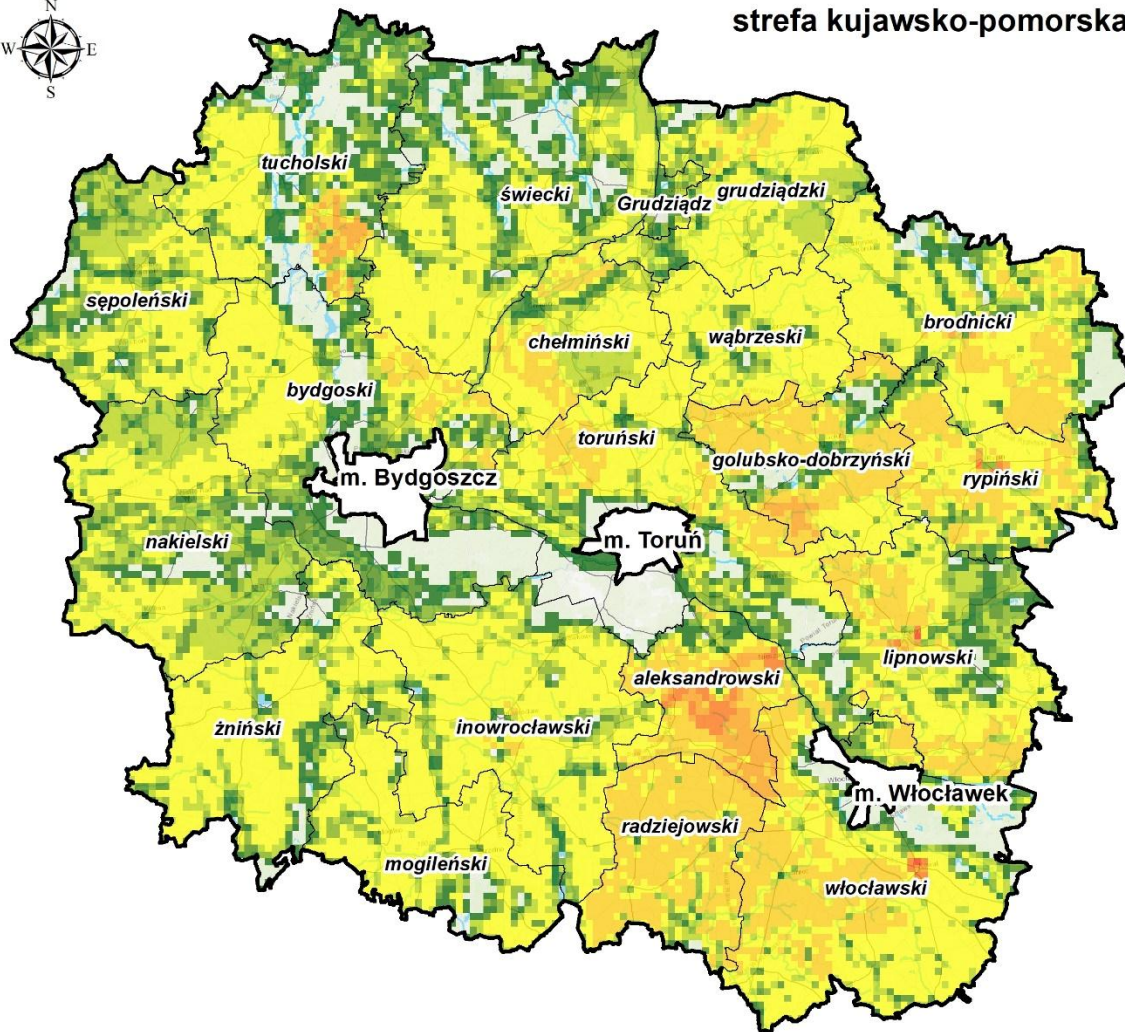 N
strefa kujawsko-pomorska
W
E
S
tucholski
świecki
Grudziądz
grudziądzki
sępoleński
chełmiński
wąbrzeski
brodnicki
bydgoski
toruński
golubsko-dobrzyński
rypiński
m. Bydgoszcz
nakielski
m. Toruń
lipnowski
aleksandrowski
żniński
inowrocławski
m. Włocławek
radziejowski
mogileński
włocławski